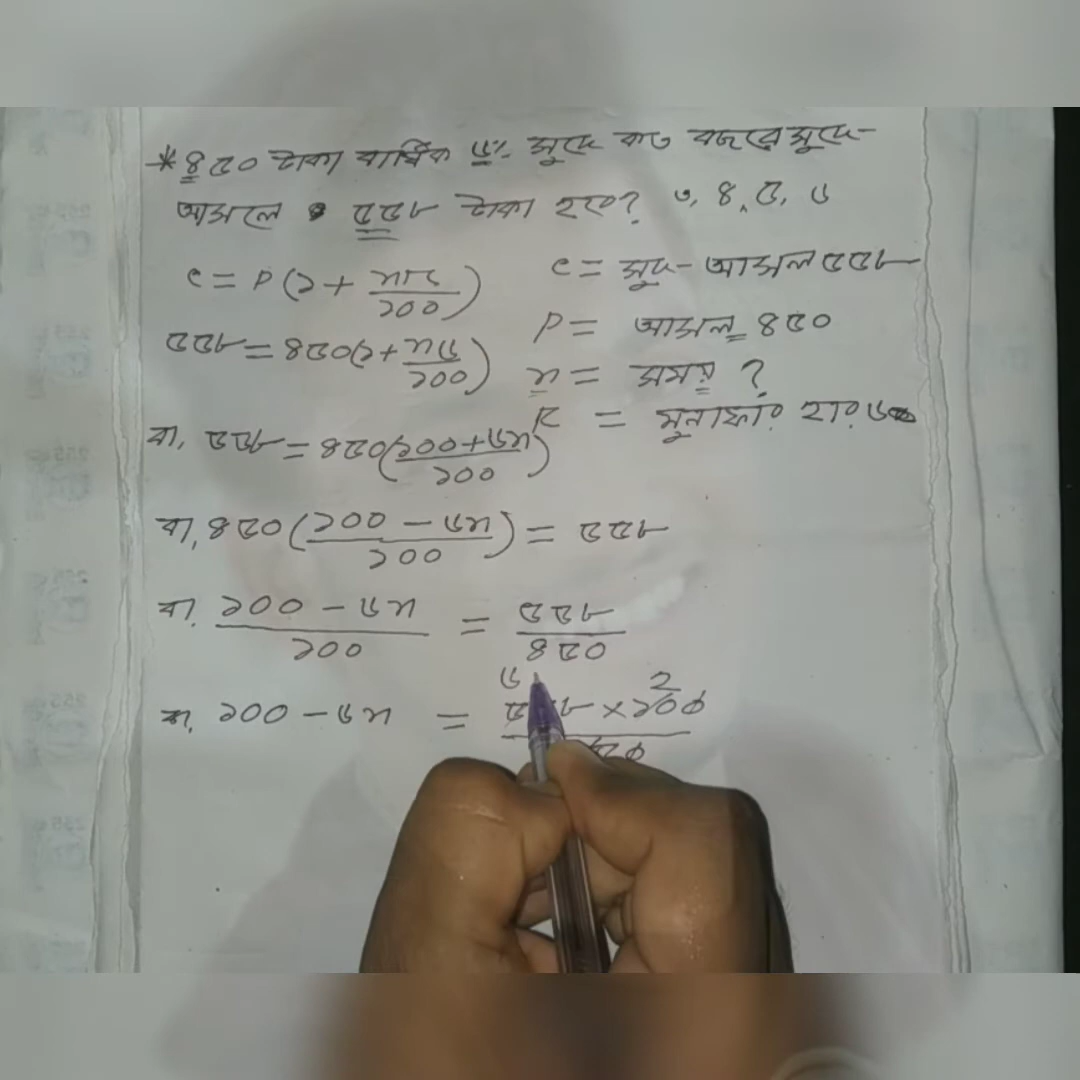 *৪৫০ টাকা বার্ষিক ৬% সুদে কত বছরে সুদে-
আসলে ৫৫৮ টাকা হবে? ৩, ৪, ৫, ৬
c = p(১ + rn/১০০)
c = সুদ-আসল ৫৫৮
p = আসল ৪৫০
৫৫৮ = ৪৫০(১+৬n/১০০)
n = সময় ?
r = মুনাফার হার ৬%
বা, ৫৫৮ = ৪৫০(১০০+৬n/১০০)
বা, ৪৫০(১০০ - ৬n/১০০) = ৫৫৮
বা, ১০০ - ৬n/১০০ = ৫৫৮/৪৫০
১০০ - ৬n =